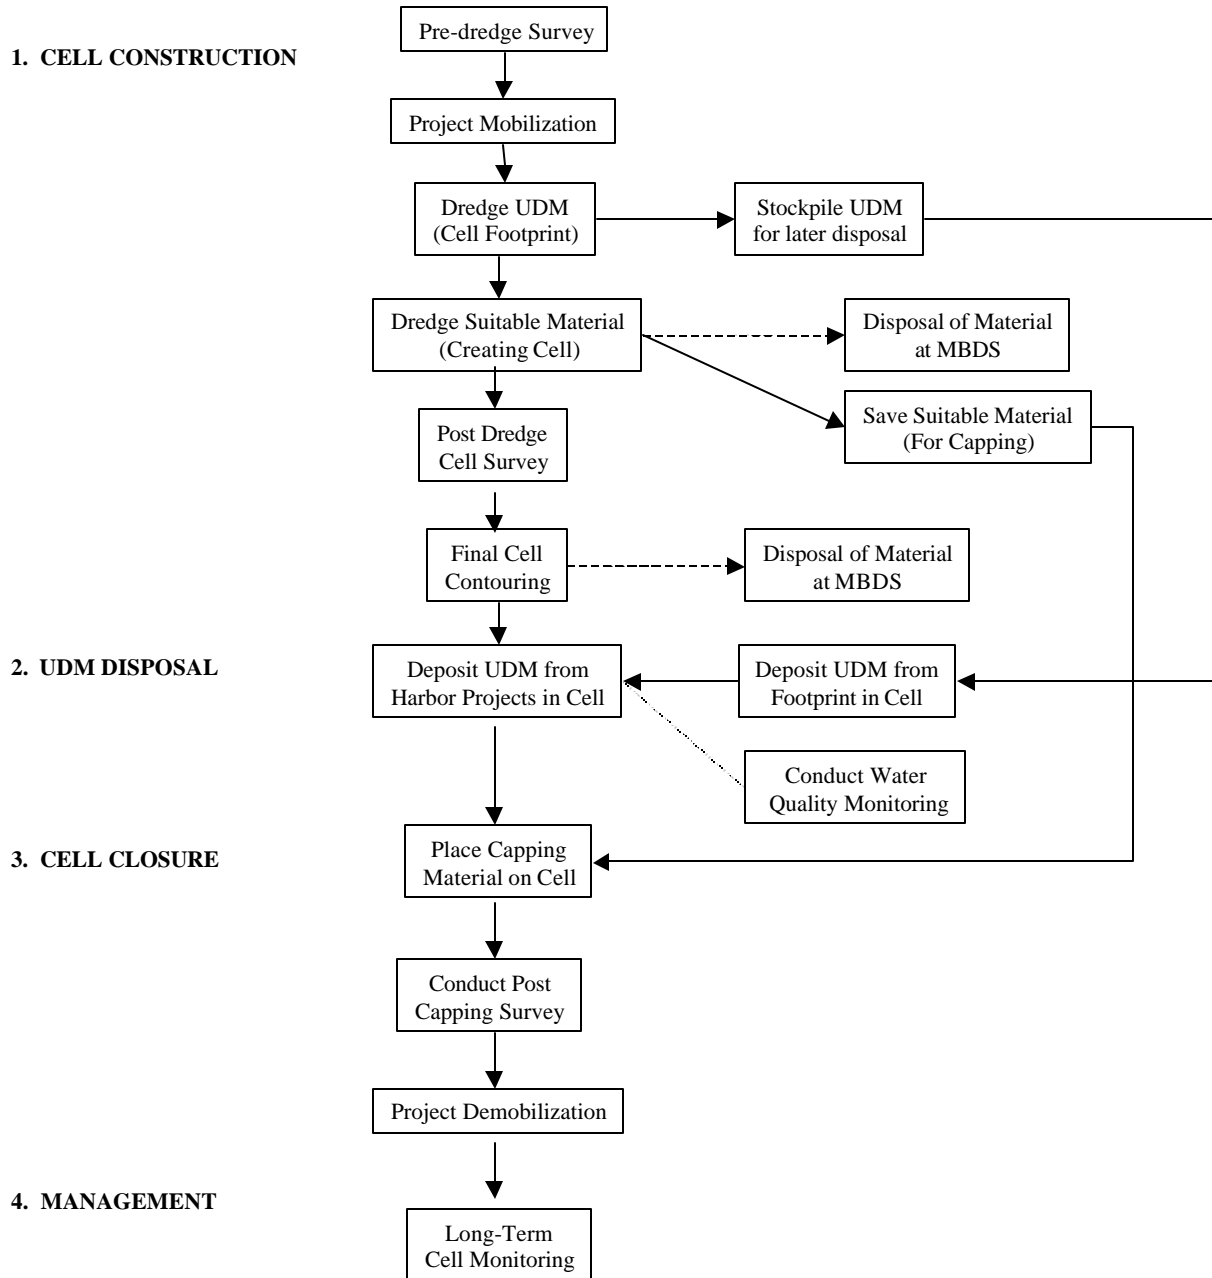 Pre-dredge Survey
1. CELL CONSTRUCTION
Project Mobilization
Dredge UDM
(Cell Footprint)
Stockpile UDM
for later disposal
Dredge Suitable Material
(Creating Cell)
Disposal of Material
at MBDS
Save Suitable Material
(For Capping)
Post Dredge
Cell Survey
Final Cell
Contouring
Disposal of Material
at MBDS
2. UDM DISPOSAL
Deposit UDM from
Harbor Projects in Cell
Deposit UDM from
Footprint in Cell
Conduct Water
Quality Monitoring
3. CELL CLOSURE
Place Capping
Material on Cell
Conduct Post
Capping Survey
Project Demobilization
4. MANAGEMENT
Long-Term
Cell Monitoring